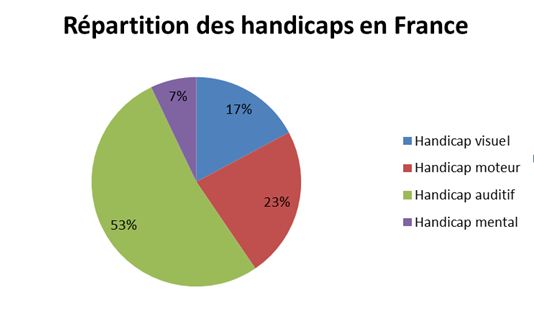 Répartition des handicaps en France
7%
17%
23%
53%
Handicap visuel
Handicap moteur
Handicap auditif
Handicap mental